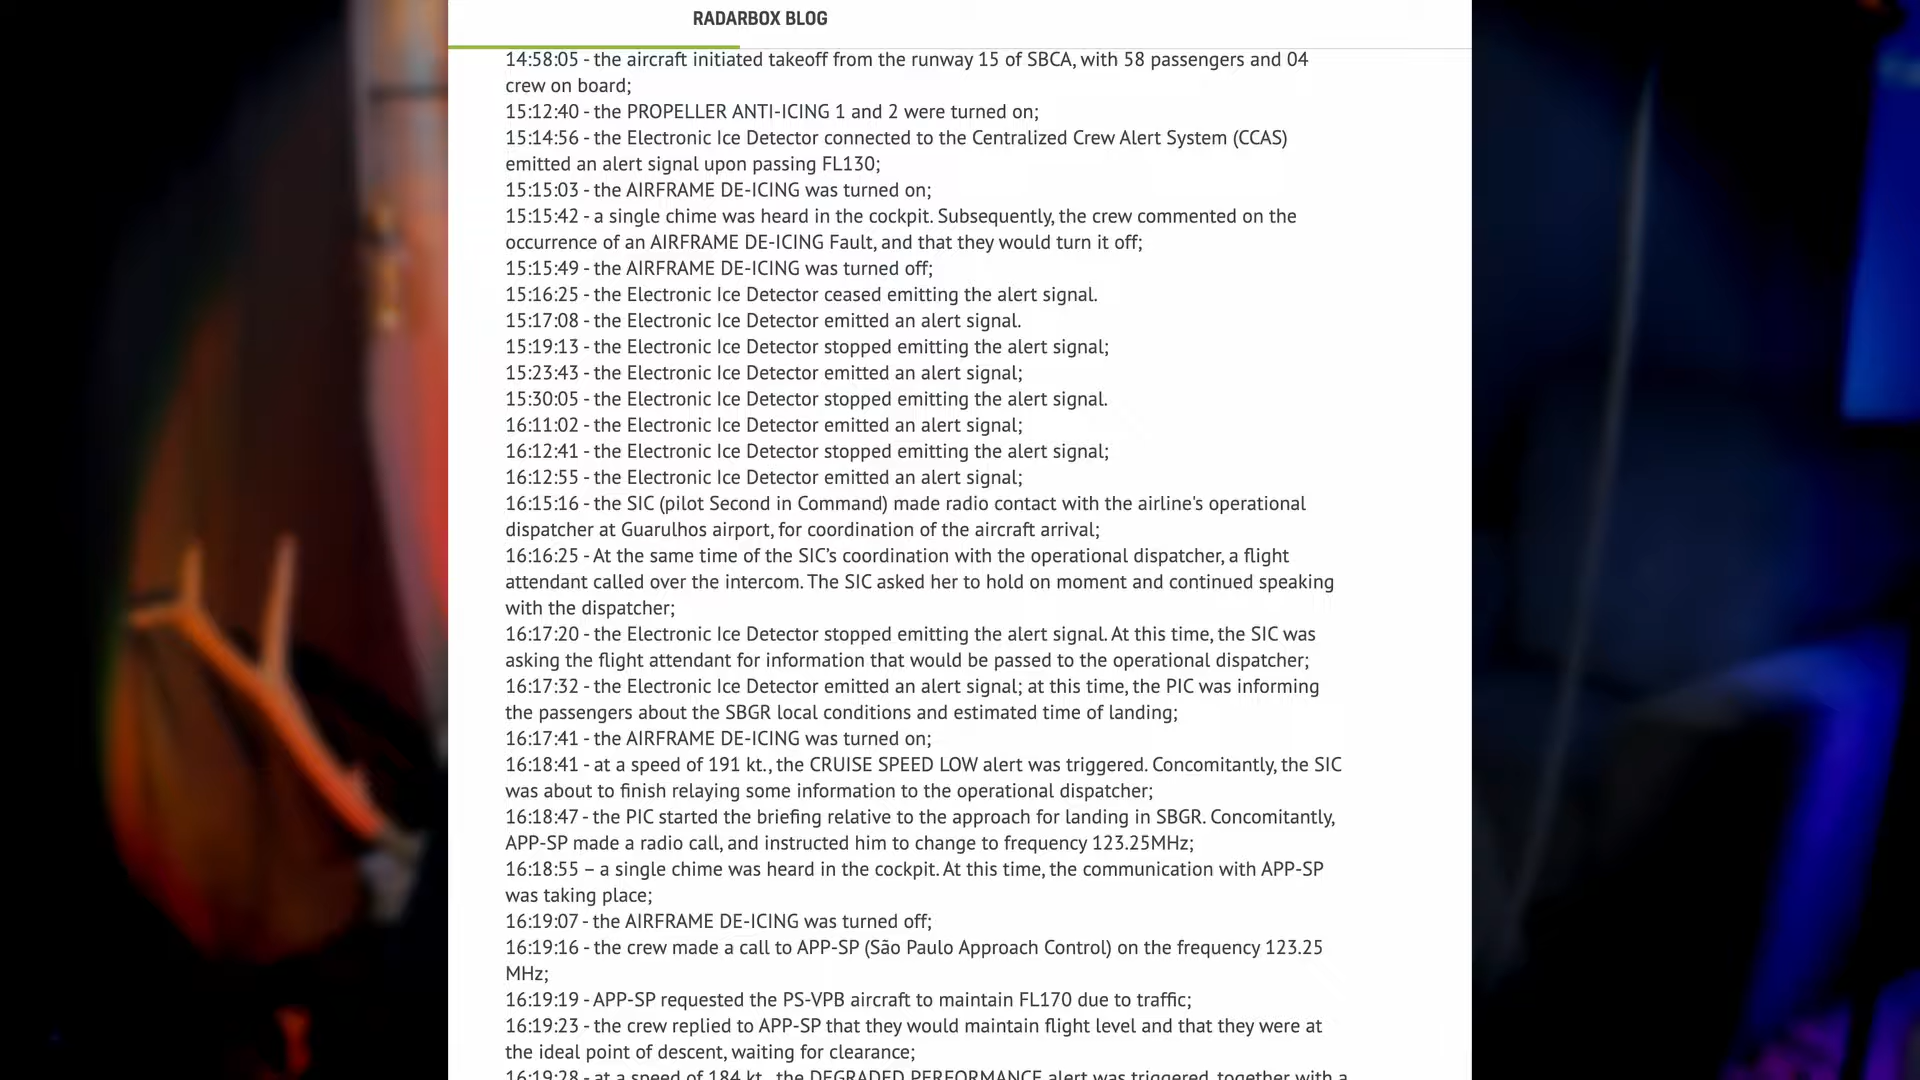 RADARBOX BLOG
14:58:05 - the aircraft initiated takeoff from the runway 15 of SBCA, with 58 passengers and 04
crew on board;
15:12:40 - the PROPELLER ANTI-ICING 1 and 2 were turned on;
15:14:56 - the Electronic Ice Detector connected to the Centralized Crew Alert System (CCAS)
emitted an alert signal upon passing FL130;
15:15:03 - the AIRFRAME DE-ICING was turned on;
15:15:42 - a single chime was heard in the cockpit. Subsequently, the crew commented on the
occurrence of an AIRFRAME DE-ICING Fault, and that they would turn it off;
15:15:49 - the AIRFRAME DE-ICING was turned off;
15:16:25 - the Electronic Ice Detector ceased emitting the alert signal.
15:17:08 - the Electronic Ice Detector emitted an alert signal.
15:19:13 - the Electronic Ice Detector stopped emitting the alert signal;
15:23:43 - the Electronic Ice Detector emitted an alert signal;
15:30:05 - the Electronic Ice Detector stopped emitting the alert signal.
16:11:02 - the Electronic Ice Detector emitted an alert signal;
16:12:41 - the Electronic Ice Detector stopped emitting the alert signal;
16:12:55 - the Electronic Ice Detector emitted an alert signal;
16:15:16 - the SIC (pilot Second in Command) made radio contact with the airline's operational
dispatcher at Guarulhos airport, for coordination of the aircraft arrival;
16:16:25 - At the same time of the SIC’s coordination with the operational dispatcher, a flight
attendant called over the intercom. The SIC asked her to hold on moment and continued speaking
with the dispatcher;
16:17:20 - the Electronic Ice Detector stopped emitting the alert signal. At this time, the SIC was
asking the flight attendant for information that would be passed to the operational dispatcher;
16:17:32 - the Electronic Ice Detector emitted an alert signal; at this time, the PIC was informing
the passengers about the SBGR local conditions and estimated time of landing;
16:17:41 - the AIRFRAME DE-ICING was turned on;
16:18:41 - at a speed of 191 kt., the CRUISE SPEED LOW alert was triggered. Concomitantly, the SIC
was about to finish relaying some information to the operational dispatcher;
16:18:47 - the PIC started the briefing relative to the approach for landing in SBGR. Concomitantly,
APP-SP made a radio call, and instructed him to change to frequency 123.25MHz;
16:18:55 – a single chime was heard in the cockpit. At this time, the communication with APP-SP
was taking place;
16:19:07 - the AIRFRAME DE-ICING was turned off;
16:19:16 - the crew made a call to APP-SP (São Paulo Approach Control) on the frequency 123.25
MHz;
16:19:19 - APP-SP requested the PS-VPB aircraft to maintain FL170 due to traffic;
16:19:23 - the crew replied to APP-SP that they would maintain flight level and that they were at
the ideal point of descent, waiting for clearance;
16:19:28 - at a speed of 184 kt., the DEGRADED PERFORMANCE alert was triggered, together with a